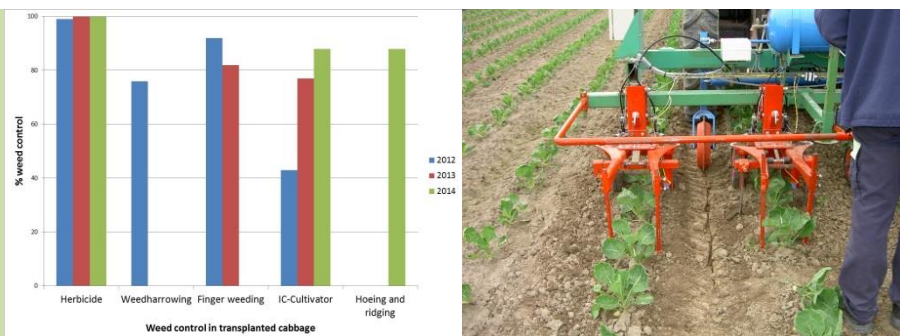 100
80
60
40
20
0
% weed control
Herbicide
Weedharrowing
Finger weeding
IC-Cultivator
Hoeing and
ridging
Weed control in transplanted cabbage
2012
2013
2014